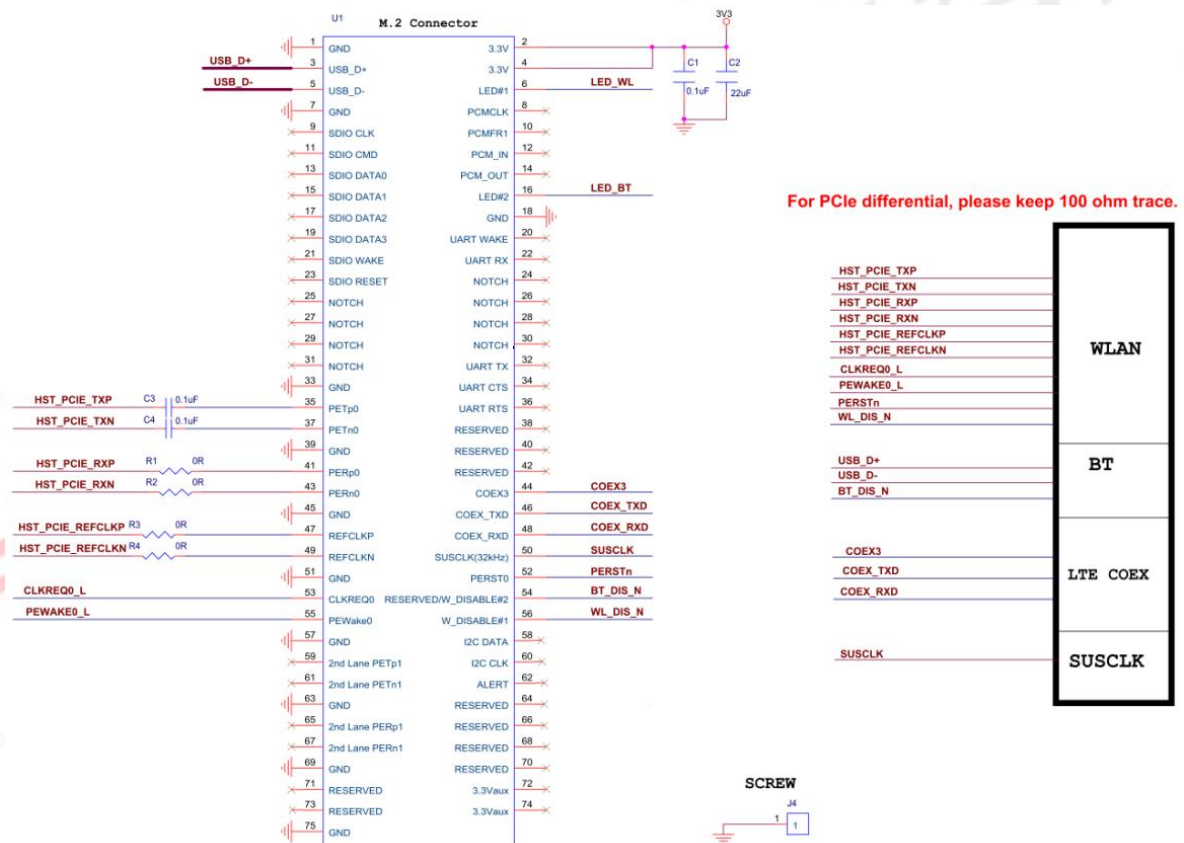 U1 M.2 Connector
3V3
1 GND 3.3V 2
USB_D+ 3 USB_D+ 3.3V 4 C1 C2
USB_D- 5 USB_D- LED#1 6 LED_WL 0.1uF 22uF
7 GND PCMCLK 8
9 SDIO CLK PCMFR1 10
11 SDIO CMD PCM_IN 12
13 SDIO DATA0 PCM_OUT 14
15 SDIO DATA1 LED#2 16 LED_BT
17 SDIO DATA2 GND 18
19 SDIO DATA3 UART WAKE 20
21 SDIO WAKE UART RX 22
23 SDIO RESET NOTCH 24
25 NOTCH NOTCH 26
27 NOTCH NOTCH 28
29 NOTCH NOTCH 30
31 NOTCH UART TX 32
33 GND UART CTS 34
HST_PCIE_TXP C3 0.1uF 35 PETp0 UART RTS 36
HST_PCIE_TXN C4 0.1uF 37 PETn0 RESERVED 38
39 GND RESERVED 40
HST_PCIE_RXP R1 0R 41 PERp0 RESERVED 42
HST_PCIE_RXN R2 0R 43 PERn0 COEX3 44 COEX3
45 GND COEX_TXD 46 COEX_TXD
HST_PCIE_REFCLKP R3 0R 47 REFCLKP COEX_RXD 48 COEX_RXD
HST_PCIE_REFCLKN R4 0R 49 REFCLKN SUSCLK(32kHz) 50 SUSCLK
51 GND PERST0 52 PERSTn
CLKREQ0_L 53 CLKREQ0 RESERVED/W_DISABLE#2 54 BT_DIS_N
PEWAKE0_L 55 PEWake0 W_DISABLE#1 56 WL_DIS_N
57 GND I2C DATA 58
59 2nd Lane PETp1 I2C CLK 60
61 2nd Lane PETn1 ALERT 62
63 GND RESERVED 64
65 2nd Lane PERp1 RESERVED 66
67 2nd Lane PERn1 RESERVED 68
69 GND RESERVED 70
71 RESERVED 3.3Vaux 72
73 RESERVED 3.3Vaux 74
75 GND
For PCIe differential, please keep 100 ohm trace.
HST_PCIE_TXP
HST_PCIE_TXN
HST_PCIE_RXP
HST_PCIE_RXN
HST_PCIE_REFCLKP
HST_PCIE_REFCLKN
CLKREQ0_L
PEWAKE0_L
PERSTn
WL_DIS_N
WLAN
USB_D+
USB_D-
BT_DIS_N
BT
COEX3
COEX_TXD
COEX_RXD
LTE COEX
SUSCLK
SUSCLK
SCREW
J4
1 1